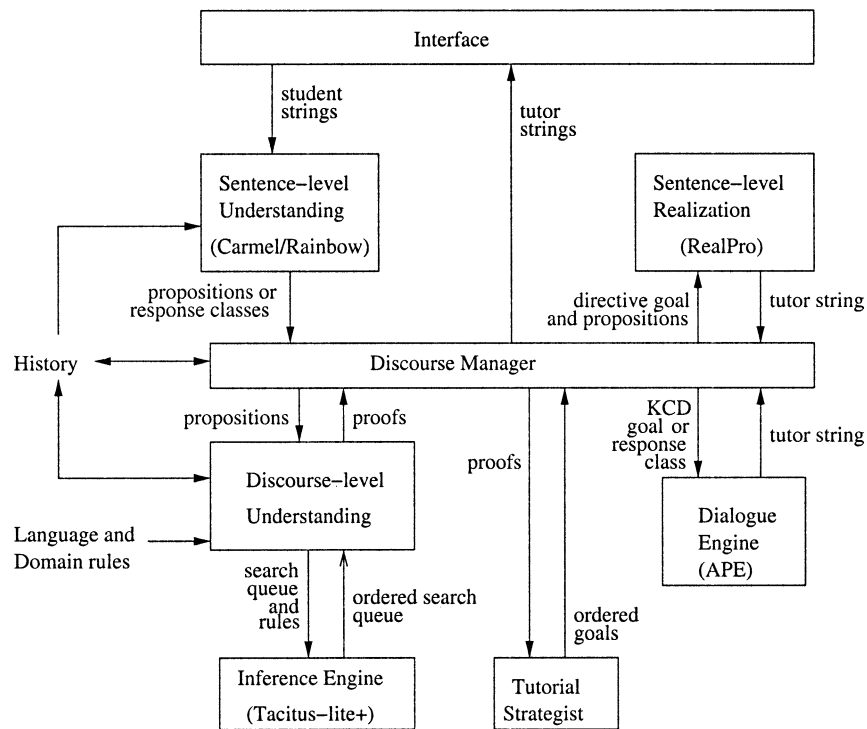 Interface
student
strings
tutor
strings
Sentence-level
Understanding
(Carmel/Rainbow)
Sentence-level
Realization
(RealPro)
propositions or
response classes
directive goal
and propositions
tutor string
History
Discourse Manager
propositions
proofs
KCD
goal or
response
class
tutor string
proofs
Discourse-level
Understanding
Language and
Domain rules
Dialogue
Engine
(APE)
search
queue
and
rules
ordered search
queue
ordered
goals
Inference Engine
(Tacitus-lite+)
Tutorial
Strategist